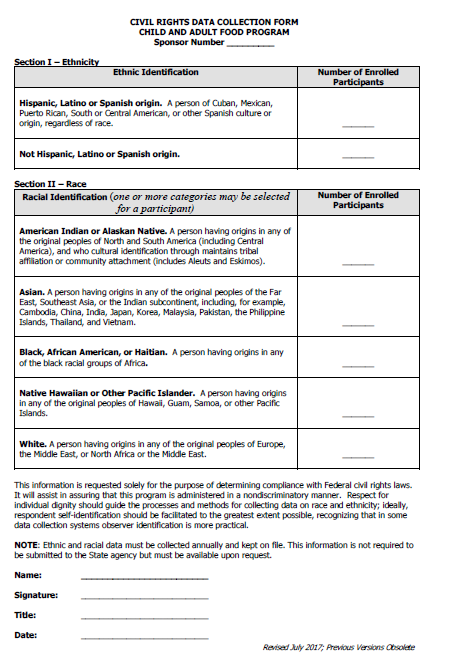 CIVIL RIGHTS DATA COLLECTION FORM
CHILD AND ADULT FOOD PROGRAM
Sponsor Number _________
Section I – Ethnicity
Ethnic Identification
Number of Enrolled
Participants
Hispanic, Latino or Spanish origin. A person of Cuban, Mexican,
Puerto Rican, South or Central American, or other Spanish culture or
origin, regardless of race.
______
Not Hispanic, Latino or Spanish origin.
______
Section II – Race
Racial Identification (one or more categories may be selected
for a participant)
Number of Enrolled
Participants
American Indian or Alaskan Native. A person having origins in any of
the original peoples of North and South America (including Central
America), and who cultural identification through maintains tribal
affiliation or community attachment (includes Aleuts and Eskimos).
______
Asian. A person having origins in any of the original peoples of the Far
East, Southeast Asia, or the Indian subcontinent, including, for example,
Cambodia, China, India, Japan, Korea, Malaysia, Pakistan, the Philippine
Islands, Thailand, and Vietnam.
______
Black, African American, or Haitian. A person having origins in any
of the black racial groups of Africa.
______
Native Hawaiian or Other Pacific Islander. A person having origins
in any of the original peoples of Hawaii, Guam, Samoa, or other Pacific
Islands.
______
White. A person having origins in any of the original peoples of Europe,
the Middle East, or North Africa or the Middle East.
______
This information is requested solely for the purpose of determining compliance with Federal civil rights laws.
It will assist in assuring that this program is administered in a nondiscriminatory manner. Respect for
individual dignity should guide the processes and methods for collecting data on race and ethnicity; ideally,
respondent self-identification should be facilitated to the greatest extent possible, recognizing that in some
data collection systems observer identification is more practical.
NOTE: Ethnic and racial data must be collected annually and kept on file. This information is not required to
be submitted to the State agency but must be available upon request.
Name: ________________________
Signature: ________________________
Title: ________________________
Date: ________________________
Revised July 2017; Previous Versions Obsolete